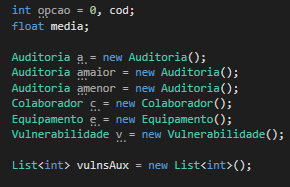 int opcao = 0, cod;
float media;
Auditoria a = new Auditoria();
Auditoria amaior = new Auditoria();
Auditoria amenor = new Auditoria();
Colaborador c = new Colaborador();
Equipamento e = new Equipamento();
Vulnerabilidade v = new Vulnerabilidade();
List<int> vulnsAux = new List<int>();